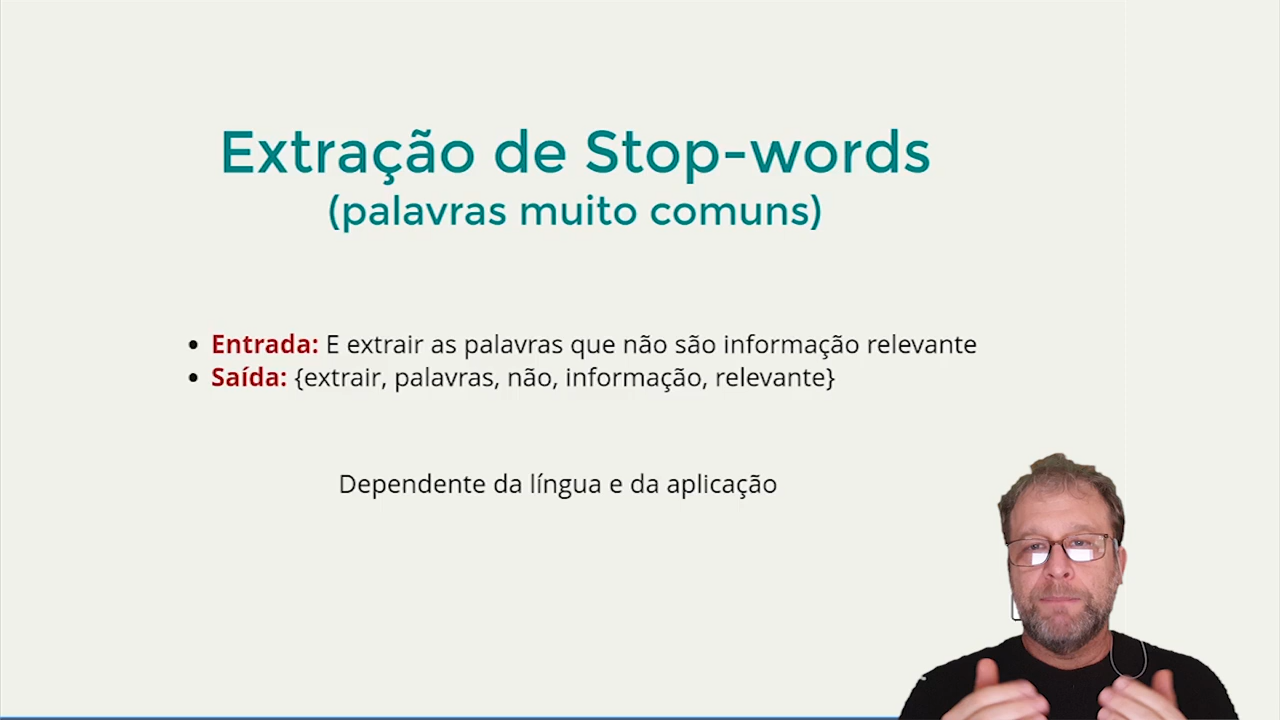 Extração de Stop-words
(palavras muito comuns)
• Entrada: E extrair as palavras que não são informação relevante
• Saída: {extrair, palavras, não, informação, relevante}
Dependente da língua e da aplicação